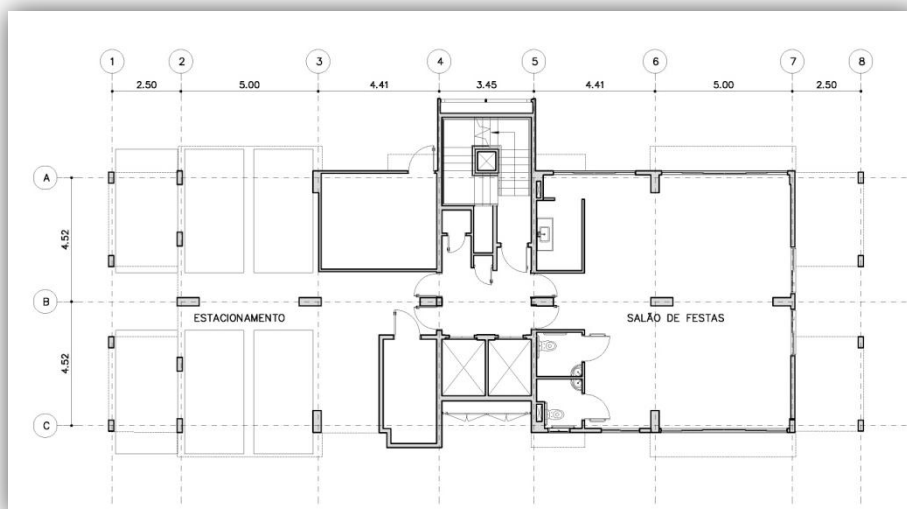 1 2 3 4 5 6 7 8
2.50 5.00 4.41 3.45 4.41 5.00 2.50
A
4.52
B
ESTACIONAMENTO SALÃO DE FESTAS
4.52
C